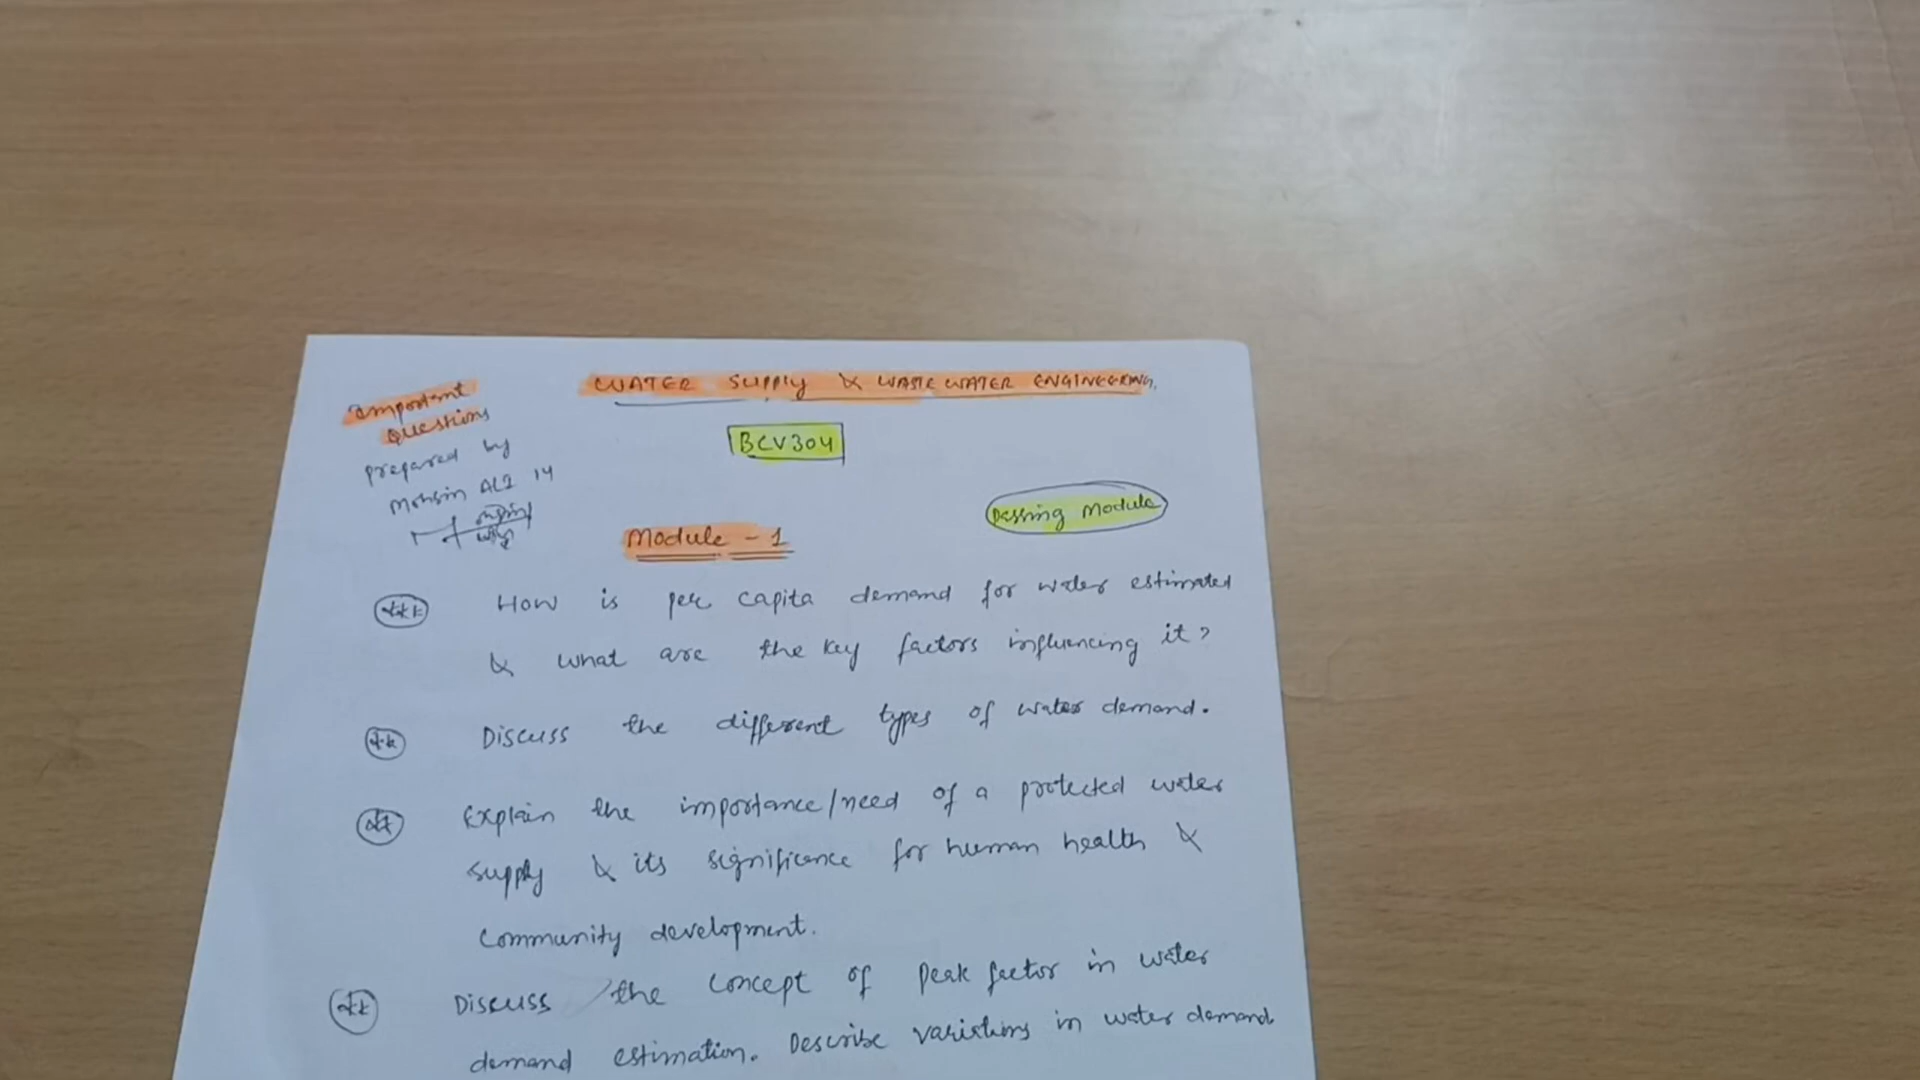 WATER Supply & WASTE WATER ENGINEERING.
Important
Questions
prepared by
Mohsin ALI 14
BCV304
Passing Module
Module - 1
*** How is per capita demand for water estimated
& what are the key factors influencing it?
** Discuss the different types of water demand.
** Explain the importance/need of a protected water
supply & its significance for human health &
Community development.
** Discuss the concept of Peak factor in water
demand estimation. Describe variations in water demand